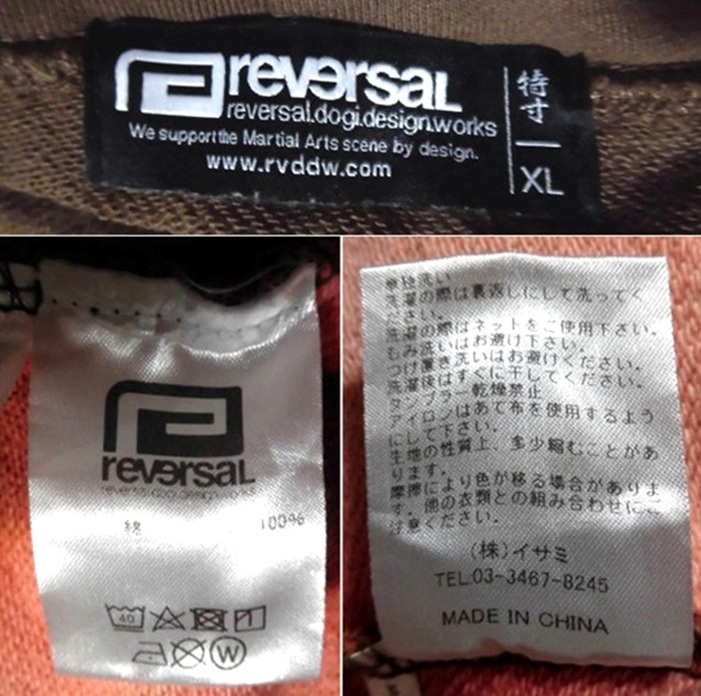 reversal
reversal.dogi.design.works
We support the Martial Arts scene by design.
www.rvddw.com
特寸
XL
reversal
reversal.dogi.design.works
綿 100%
40
W
単独洗い
洗濯の際は裏返しにして洗ってく
ださい。
洗濯の際はネットをご使用下さい。
もみ洗いはお避け下さい。
つけ置き洗いはお避けください。
洗濯後はすぐに干してください。
タンブラー乾燥禁止
アイロンはあて布を使用するよう
にして下さい。
生地の性質上、多少縮むことがあ
ります。
摩擦により色が移る場合がありま
す。他の衣類との組み合わせにご
注意ください。
(株)イサミ
TEL:03-3467-8245
MADE IN CHINA